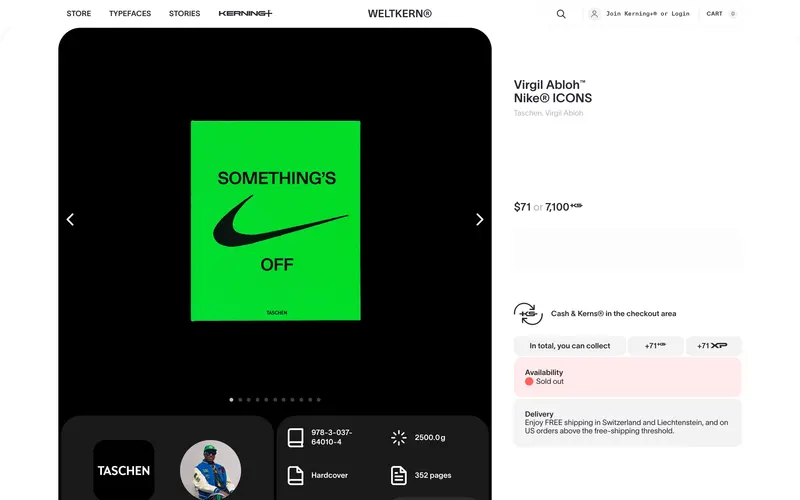 STORE TYPEFACES STORIES KERNING+ WELTKERN® Join Kerning+® or Login CART 0
Virgil Abloh™
Nike® ICONS
Taschen, Virgil Abloh
SOMETHING'S
OFF
TASCHEN
$71 or 7,100+KS
+KS- Cash & Kerns® in the checkout area
In total, you can collect +71+KS +71 XP
Availability
Sold out
Delivery
Enjoy FREE shipping in Switzerland and Liechtenstein, and on
US orders above the free-shipping threshold.
TASCHEN
978-3-037-
64010-4
2500.0g
Hardcover
352 pages